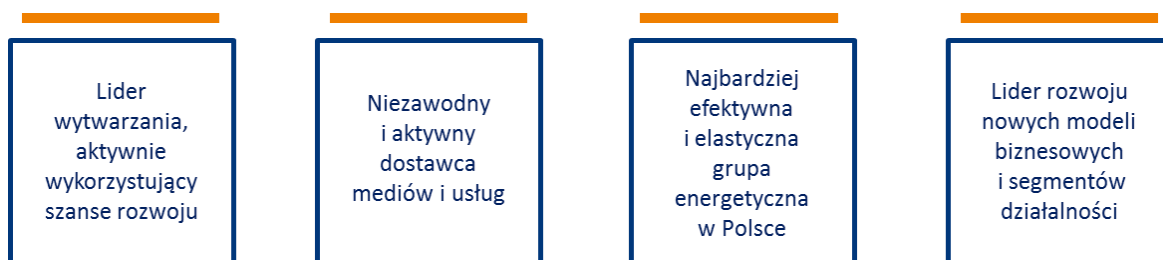 Lider
wytwarzania,
aktywnie
wykorzystujący
szanse rozwoju
Niezawodny
i aktywny
dostawca
mediów i usług
Najbardziej
efektywna
i elastyczna
grupa
energetyczna
w Polsce
Lider rozwoju
nowych modeli
biznesowych
i segmentów
działalności